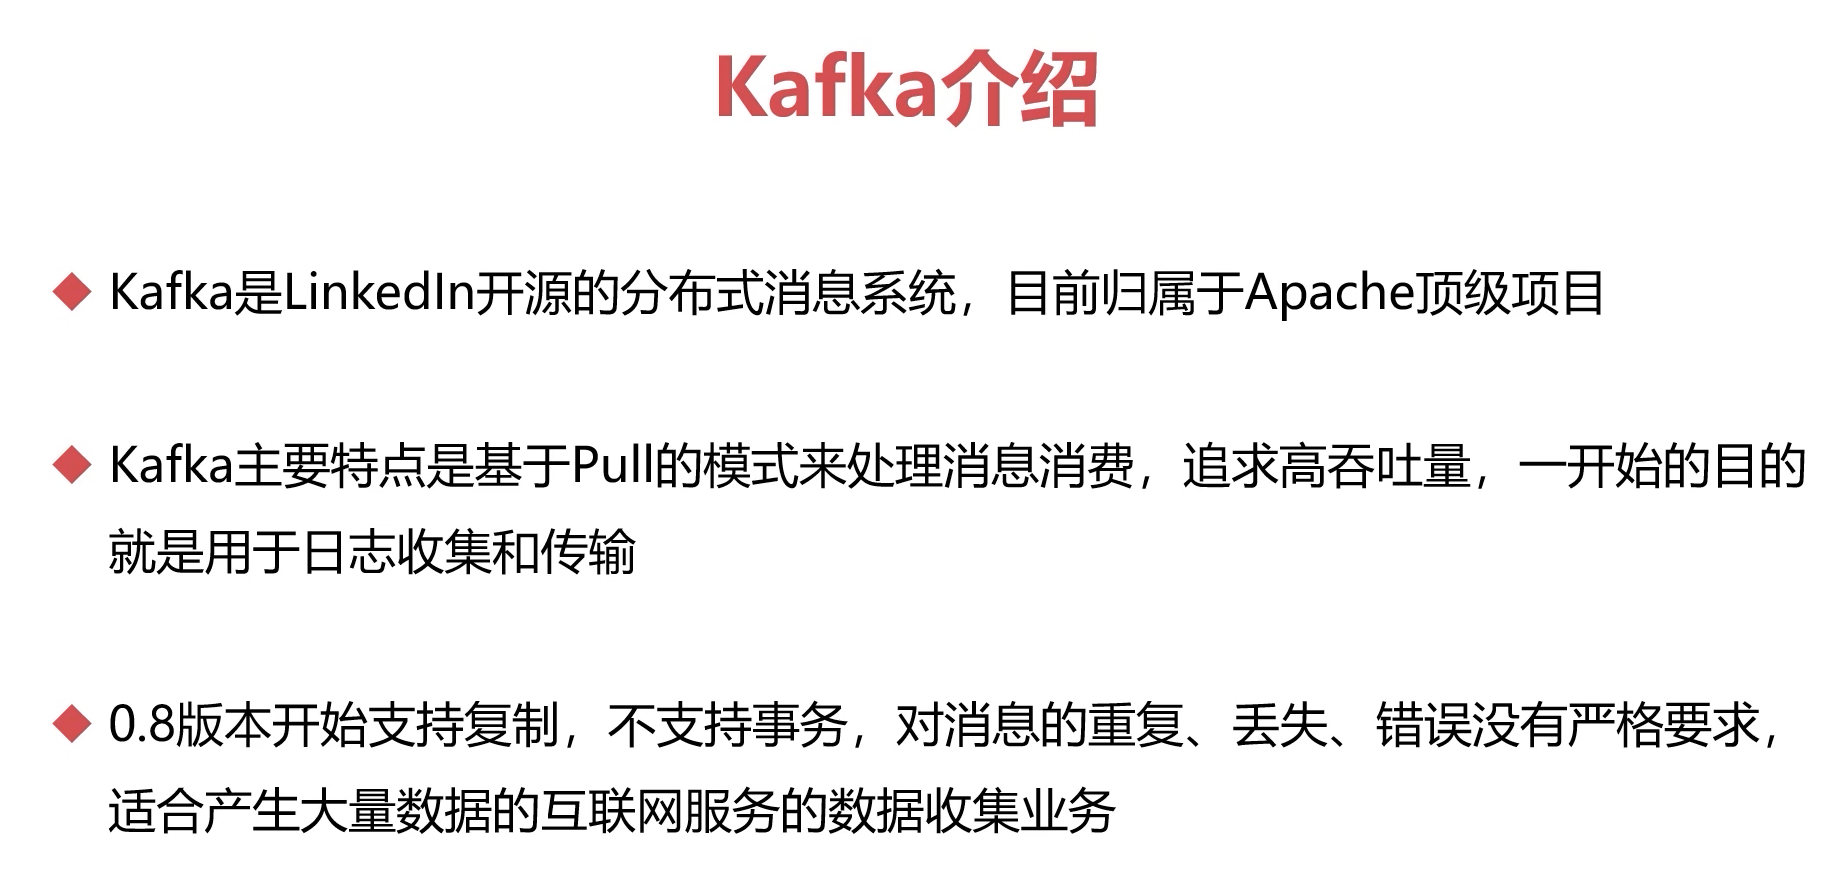 Kafka介绍
Kafka是LinkedIn开源的分布式消息系统，目前归属于Apache顶级项目
Kafka主要特点是基于Pull的模式来处理消息消费，追求高吞吐量，一开始的目的
就是用于日志收集和传输
0.8版本开始支持复制，不支持事务，对消息的重复、丢失、错误没有严格要求，
适合产生大量数据的互联网服务的数据收集业务